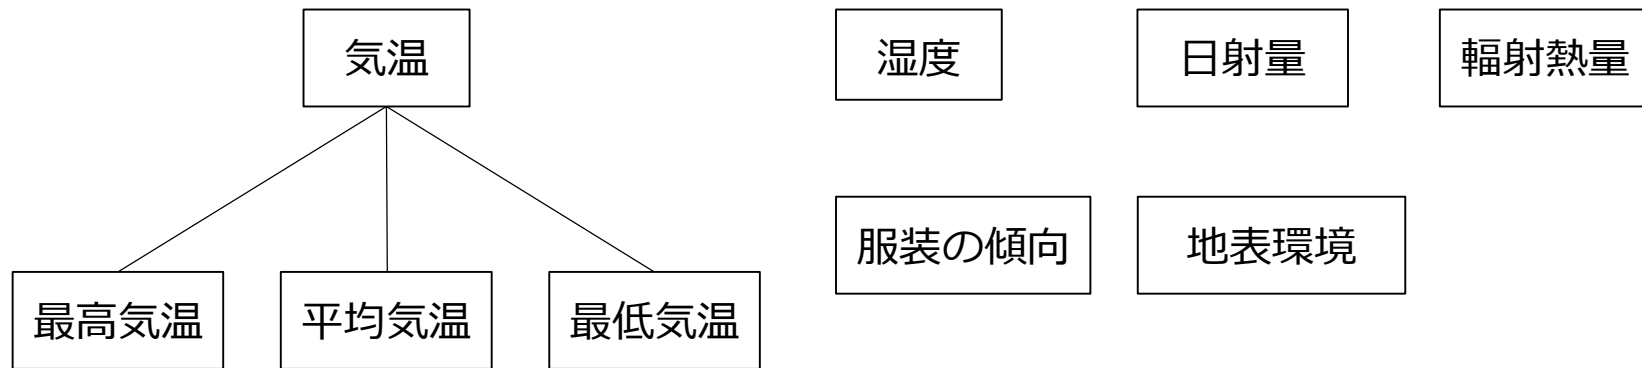 気温
湿度
日射量
輻射熱量
服装の傾向
地表環境
最高気温
平均気温
最低気温